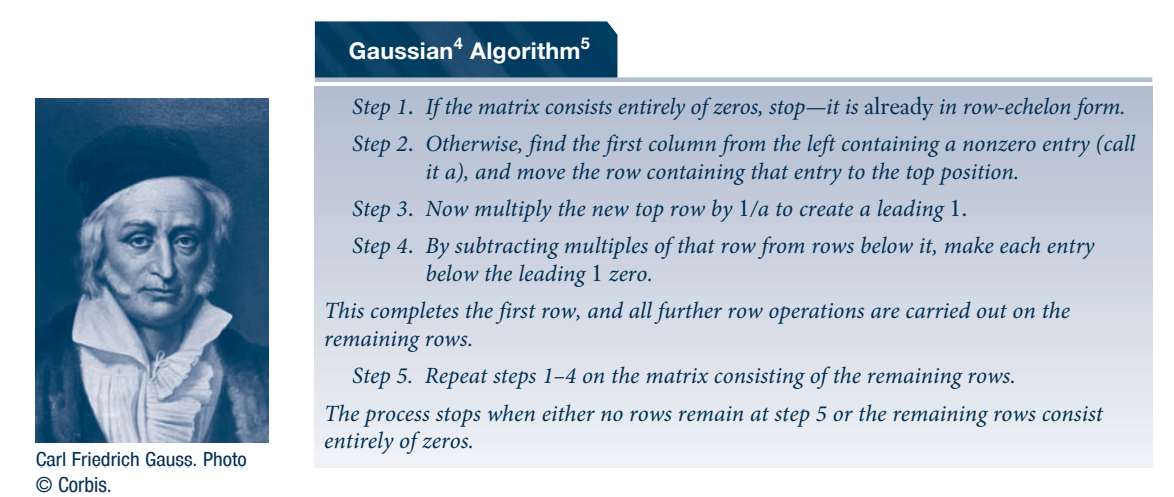 Gaussian⁴ Algorithm⁵
Step 1. If the matrix consists entirely of zeros, stop—it is already in row-echelon form.
Step 2. Otherwise, find the first column from the left containing a nonzero entry (call
it a), and move the row containing that entry to the top position.
Step 3. Now multiply the new top row by 1/a to create a leading 1.
Step 4. By subtracting multiples of that row from rows below it, make each entry
below the leading 1 zero.
This completes the first row, and all further row operations are carried out on the
remaining rows.
Step 5. Repeat steps 1–4 on the matrix consisting of the remaining rows.
The process stops when either no rows remain at step 5 or the remaining rows consist
entirely of zeros.
Carl Friedrich Gauss. Photo
© Corbis.